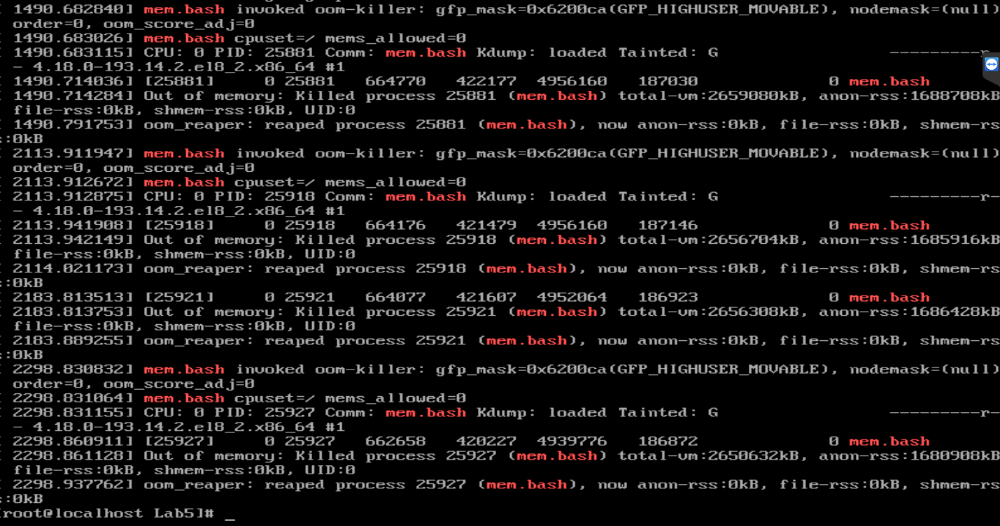 1490.682840] mem.bash invoked oom-killer: gfp_mask=0x6200ca(GFP_HIGHUSER_MOVABLE), nodemask=(null)
order=0, oom_score_adj=0
1490.683026] mem.bash cpuset=/ mems_allowed=0
1490.683115] CPU: 0 PID: 25881 Comm: mem.bash Kdump: loaded Tainted: G ---------r
- 4.18.0-193.14.2.el8_2.x86_64 #1
1490.714036] [25881] 0 25881 664770 422177 4956160 187030 0 mem.bash
1490.714284] Out of memory: Killed process 25881 (mem.bash) total-vm:2659080kB, anon-rss:1688708kB
file-rss:0kB, shmem-rss:0kB, UID:0
1490.791753] oom_reaper: reaped process 25881 (mem.bash), now anon-rss:0kB, file-rss:0kB, shmem-rs
s:0kB
2113.911947] mem.bash invoked oom-killer: gfp_mask=0x6200ca(GFP_HIGHUSER_MOVABLE), nodemask=(null)
order=0, oom_score_adj=0
2113.912672] mem.bash cpuset=/ mems_allowed=0
2113.912875] CPU: 0 PID: 25918 Comm: mem.bash Kdump: loaded Tainted: G ---------r-
- 4.18.0-193.14.2.el8_2.x86_64 #1
2113.941908] [25918] 0 25918 664176 421479 4956160 187146 0 mem.bash
2113.942149] Out of memory: Killed process 25918 (mem.bash) total-vm:2656704kB, anon-rss:1685916kB
file-rss:0kB, shmem-rss:0kB, UID:0
2114.021173] oom_reaper: reaped process 25918 (mem.bash), now anon-rss:0kB, file-rss:0kB, shmem-rs
s:0kB
2183.813513] [25921] 0 25921 664077 421607 4952064 186923 0 mem.bash
2183.813753] Out of memory: Killed process 25921 (mem.bash) total-vm:2656308kB, anon-rss:1686428kB
file-rss:0kB, shmem-rss:0kB, UID:0
2183.889255] oom_reaper: reaped process 25921 (mem.bash), now anon-rss:0kB, file-rss:0kB, shmem-rs
s:0kB
2298.830832] mem.bash invoked oom-killer: gfp_mask=0x6200ca(GFP_HIGHUSER_MOVABLE), nodemask=(null)
order=0, oom_score_adj=0
2298.831064] mem.bash cpuset=/ mems_allowed=0
2298.831155] CPU: 0 PID: 25927 Comm: mem.bash Kdump: loaded Tainted: G ---------r-
- 4.18.0-193.14.2.el8_2.x86_64 #1
2298.860911] [25927] 0 25927 662658 420227 4939776 186872 0 mem.bash
2298.861128] Out of memory: Killed process 25927 (mem.bash) total-vm:2650632kB, anon-rss:1680908kB
file-rss:0kB, shmem-rss:0kB, UID:0
2298.937762] oom_reaper: reaped process 25927 (mem.bash), now anon-rss:0kB, file-rss:0kB, shmem-rs
s:0kB
root@localhost Lab5]# _